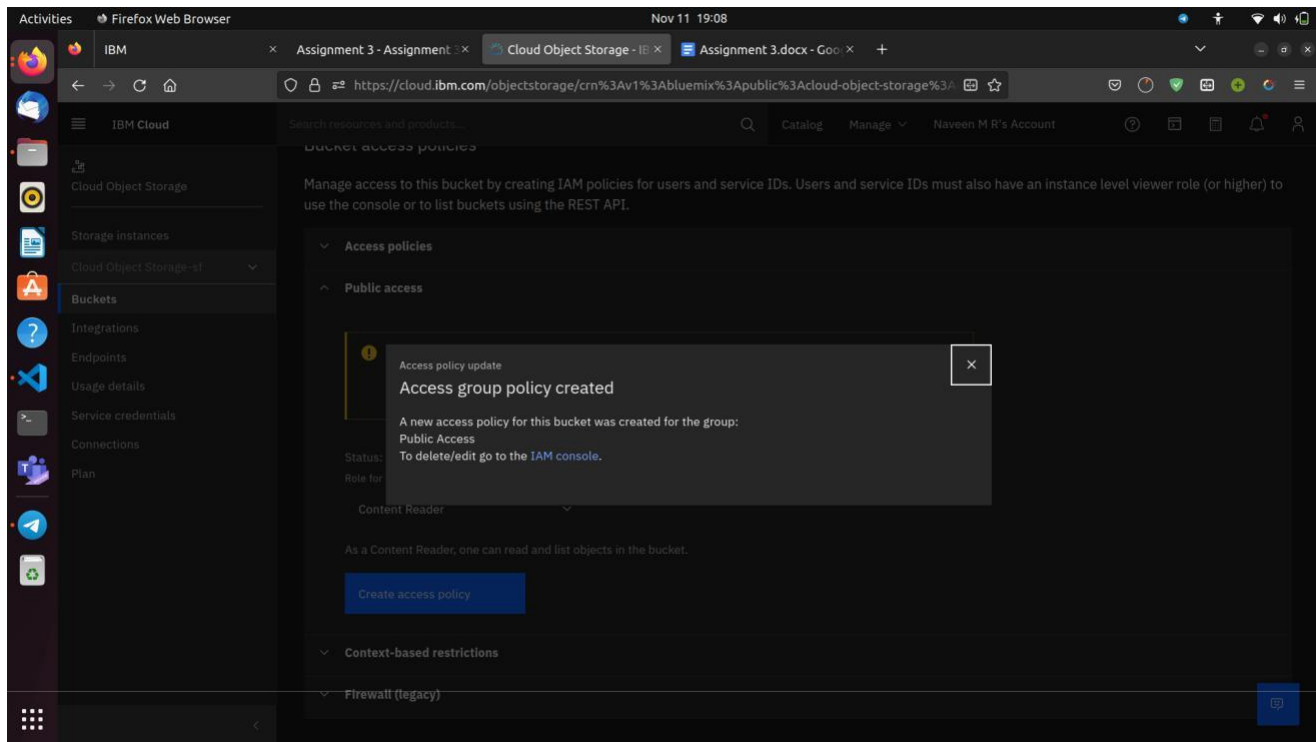 Activities Firefox Web Browser Nov 11 19:08
IBM × Assignment 3 - Assignment 3 × Cloud Object Storage - IB × Assignment 3.docx - Goo × +
https://cloud.ibm.com/objectstorage/crn%3Av1%3Abluemix%3Apublic%3Acloud-object-storage%3A
IBM Cloud Search resources and products... Catalog Manage Naveen M R's Account
Bucket access policies
Cloud Object Storage
Manage access to this bucket by creating IAM policies for users and service IDs. Users and service IDs must also have an instance level viewer role (or higher) to
use the console or to list buckets using the REST API.
Storage instances
Cloud Object Storage-sf
Buckets
Integrations
Endpoints
Usage details
Service credentials
Connections
Plan
Access policies
Public access
Access policy update
Access group policy created
A new access policy for this bucket was created for the group:
Public Access
To delete/edit go to the IAM console.
Status:
Role for
Content Reader
As a Content Reader, one can read and list objects in the bucket.
Create access policy
Context-based restrictions
Firewall (legacy)